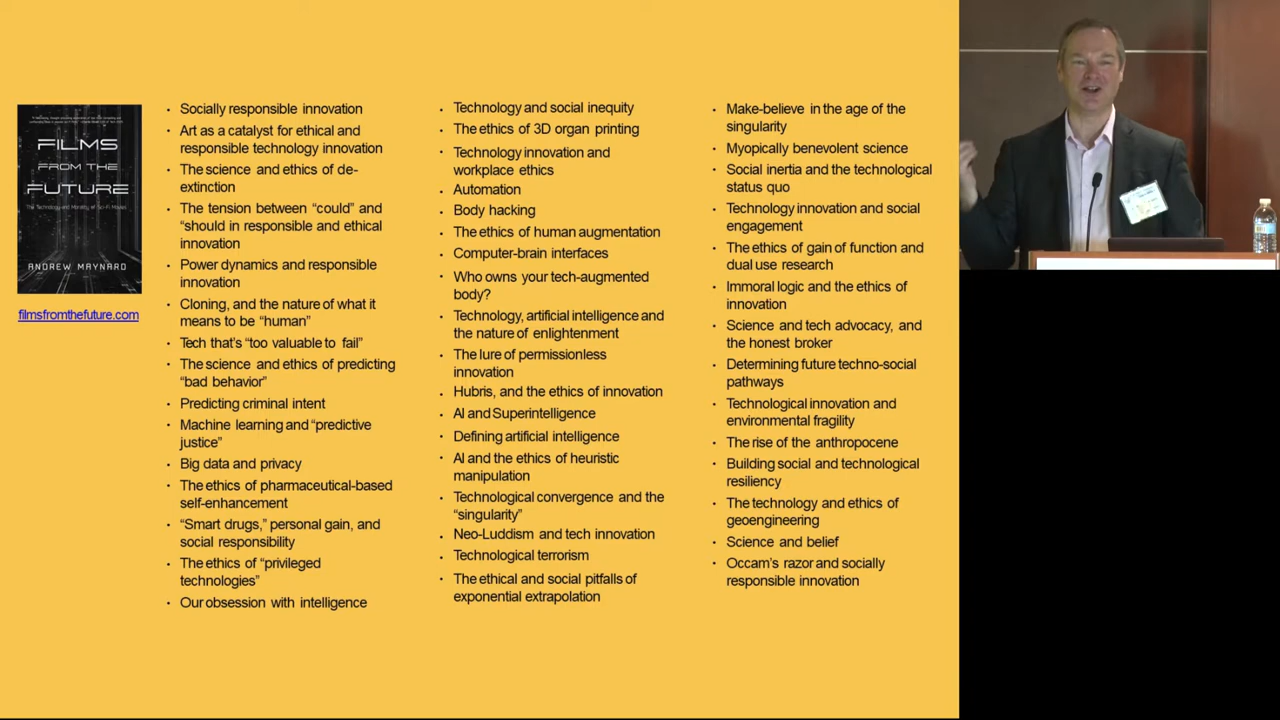 FILMS
FROM THE
FUTURE
The Technology and Morality of Sci-Fi Movies
ANDREW MAYNARD
filmsfromthefuture.com
• Socially responsible innovation
• Art as a catalyst for ethical and
responsible technology innovation
• The science and ethics of de-
extinction
• The tension between “could” and
“should in responsible and ethical
innovation
• Power dynamics and responsible
innovation
• Cloning, and the nature of what it
means to be “human”
• Tech that’s “too valuable to fail”
• The science and ethics of predicting
“bad behavior”
• Predicting criminal intent
• Machine learning and “predictive
justice”
• Big data and privacy
• The ethics of pharmaceutical-based
self-enhancement
• “Smart drugs,” personal gain, and
social responsibility
• The ethics of “privileged
technologies”
• Our obsession with intelligence
• Technology and social inequity
• The ethics of 3D organ printing
• Technology innovation and
workplace ethics
• Automation
• Body hacking
• The ethics of human augmentation
• Computer-brain interfaces
• Who owns your tech-augmented
body?
• Technology, artificial intelligence and
the nature of enlightenment
• The lure of permissionless
innovation
• Hubris, and the ethics of innovation
• AI and Superintelligence
• Defining artificial intelligence
• AI and the ethics of heuristic
manipulation
• Technological convergence and the
“singularity”
• Neo-Luddism and tech innovation
• Technological terrorism
• The ethical and social pitfalls of
exponential extrapolation
• Make-believe in the age of the
singularity
• Myopically benevolent science
• Social inertia and the technological
status quo
• Technology innovation and social
engagement
• The ethics of gain of function and
dual use research
• Immoral logic and the ethics of
innovation
• Science and tech advocacy, and
the honest broker
• Determining future techno-social
pathways
• Technological innovation and
environmental fragility
• The rise of the anthropocene
• Building social and technological
resiliency
• The technology and ethics of
geoengineering
• Science and belief
• Occam’s razor and socially
responsible innovation